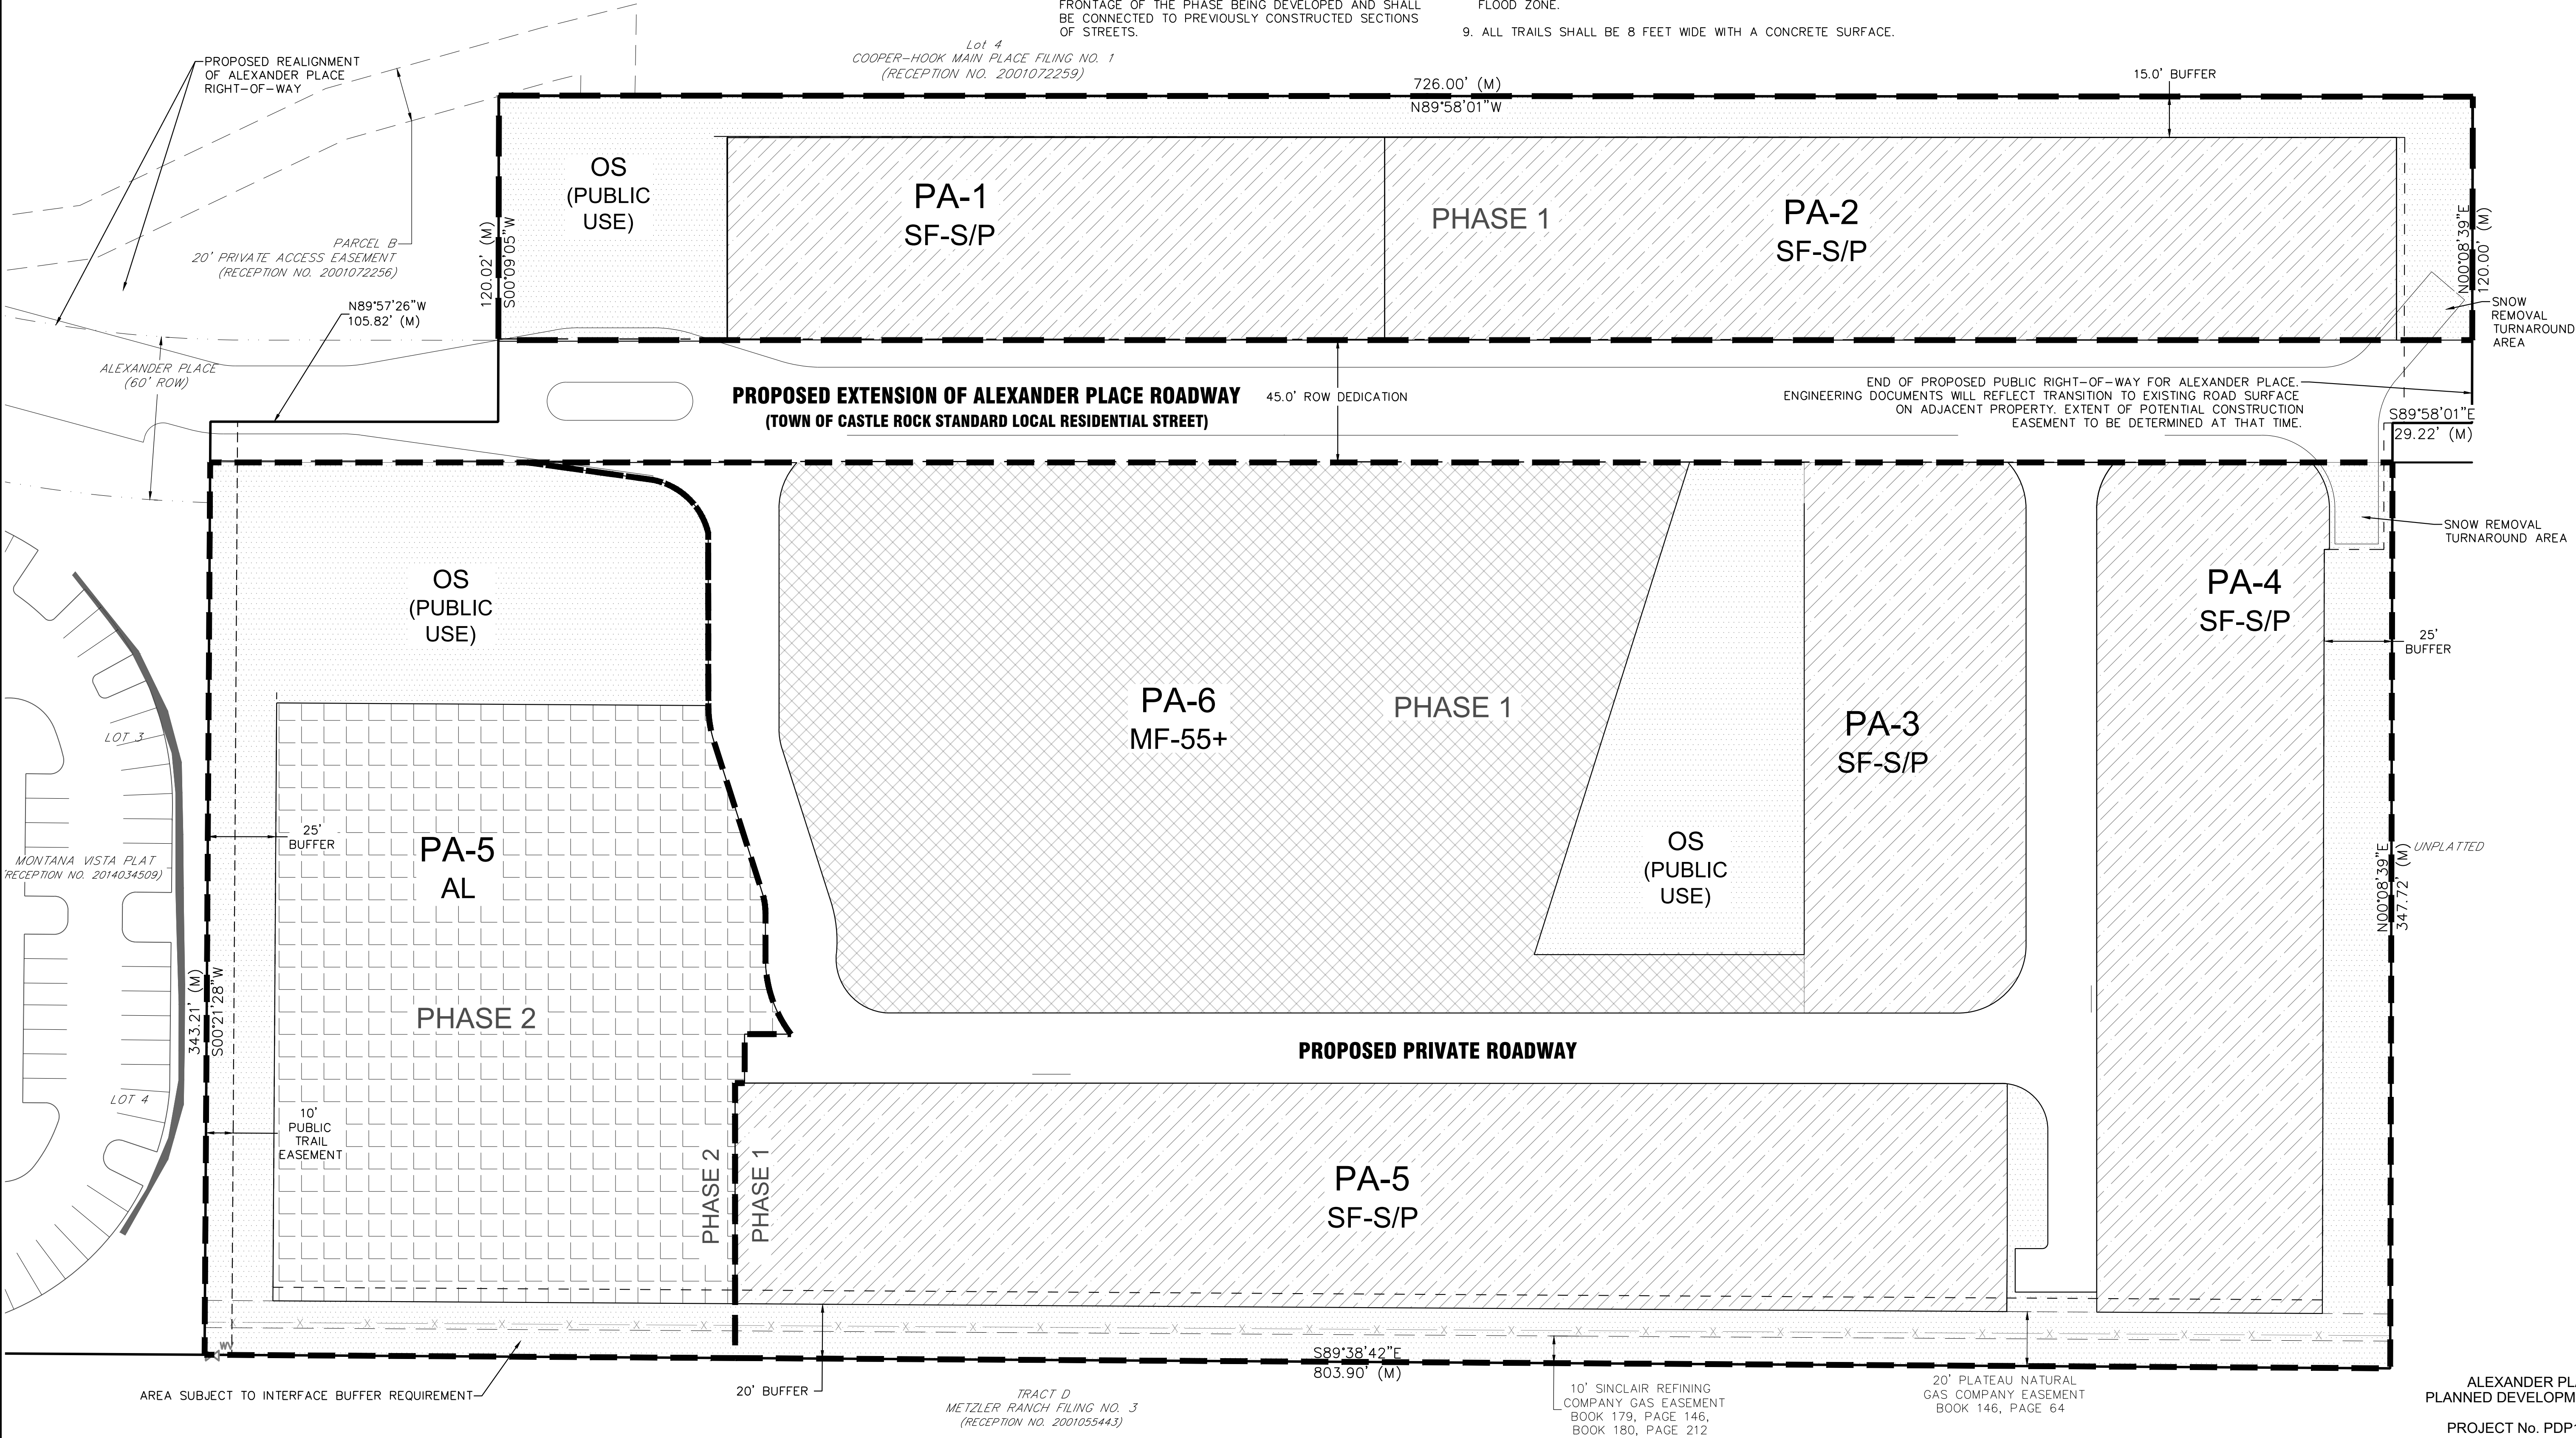 FRONTAGE OF THE PHASE BEING DEVELOPED AND SHALL
BE CONNECTED TO PREVIOUSLY CONSTRUCTED SECTIONS
OF STREETS.
FLOOD ZONE.
9. ALL TRAILS SHALL BE 8 FEET WIDE WITH A CONCRETE SURFACE.
Lot 4
COOPER-HOOK MAIN PLACE FILING NO. 1
(RECEPTION NO. 2001072259)
PROPOSED REALIGNMENT
OF ALEXANDER PLACE
RIGHT-OF-WAY
726.00' (M)
N89°58'01"W
15.0' BUFFER
OS
(PUBLIC
USE)
PA-1
SF-S/P
PHASE 1
PA-2
SF-S/P
120.02' (M)
S00°09'05"W
N00°08'39"E
120.00' (M)
PARCEL B
20' PRIVATE ACCESS EASEMENT
(RECEPTION NO. 2001072256)
N89°57'26"W
105.82' (M)
SNOW
REMOVAL
TURNAROUND
AREA
ALEXANDER PLACE
(60' ROW)
PROPOSED EXTENSION OF ALEXANDER PLACE ROADWAY
(TOWN OF CASTLE ROCK STANDARD LOCAL RESIDENTIAL STREET)
45.0' ROW DEDICATION
END OF PROPOSED PUBLIC RIGHT-OF-WAY FOR ALEXANDER PLACE.
ENGINEERING DOCUMENTS WILL REFLECT TRANSITION TO EXISTING ROAD SURFACE
ON ADJACENT PROPERTY. EXTENT OF POTENTIAL CONSTRUCTION
EASEMENT TO BE DETERMINED AT THAT TIME.
S89°58'01"E
29.22' (M)
SNOW REMOVAL
TURNAROUND AREA
OS
(PUBLIC
USE)
PA-4
SF-S/P
25'
BUFFER
PA-6
MF-55+
PHASE 1
PA-3
SF-S/P
LOT 3
25'
BUFFER
PA-5
AL
OS
(PUBLIC
USE)
MONTANA VISTA PLAT
(RECEPTION NO. 2014034509)
N00°08'39"E
347.72' (M)
UNPLATTED
343.21' (M)
S00°21'28"W
PHASE 2
PROPOSED PRIVATE ROADWAY
LOT 4
10'
PUBLIC
TRAIL
EASEMENT
PHASE 2
PHASE 1
PA-5
SF-S/P
X X X X X X X X X X X X X X X X X X X X X X X X X X X X X X X
WV
S89°38'42"E
803.90' (M)
AREA SUBJECT TO INTERFACE BUFFER REQUIREMENT
20' BUFFER
TRACT D
METZLER RANCH FILING NO. 3
(RECEPTION NO. 2001055443)
10' SINCLAIR REFINING
COMPANY GAS EASEMENT
BOOK 179, PAGE 146,
BOOK 180, PAGE 212
20' PLATEAU NATURAL
GAS COMPANY EASEMENT
BOOK 146, PAGE 64
ALEXANDER PL
PLANNED DEVELOPM
PROJECT No. PDP1